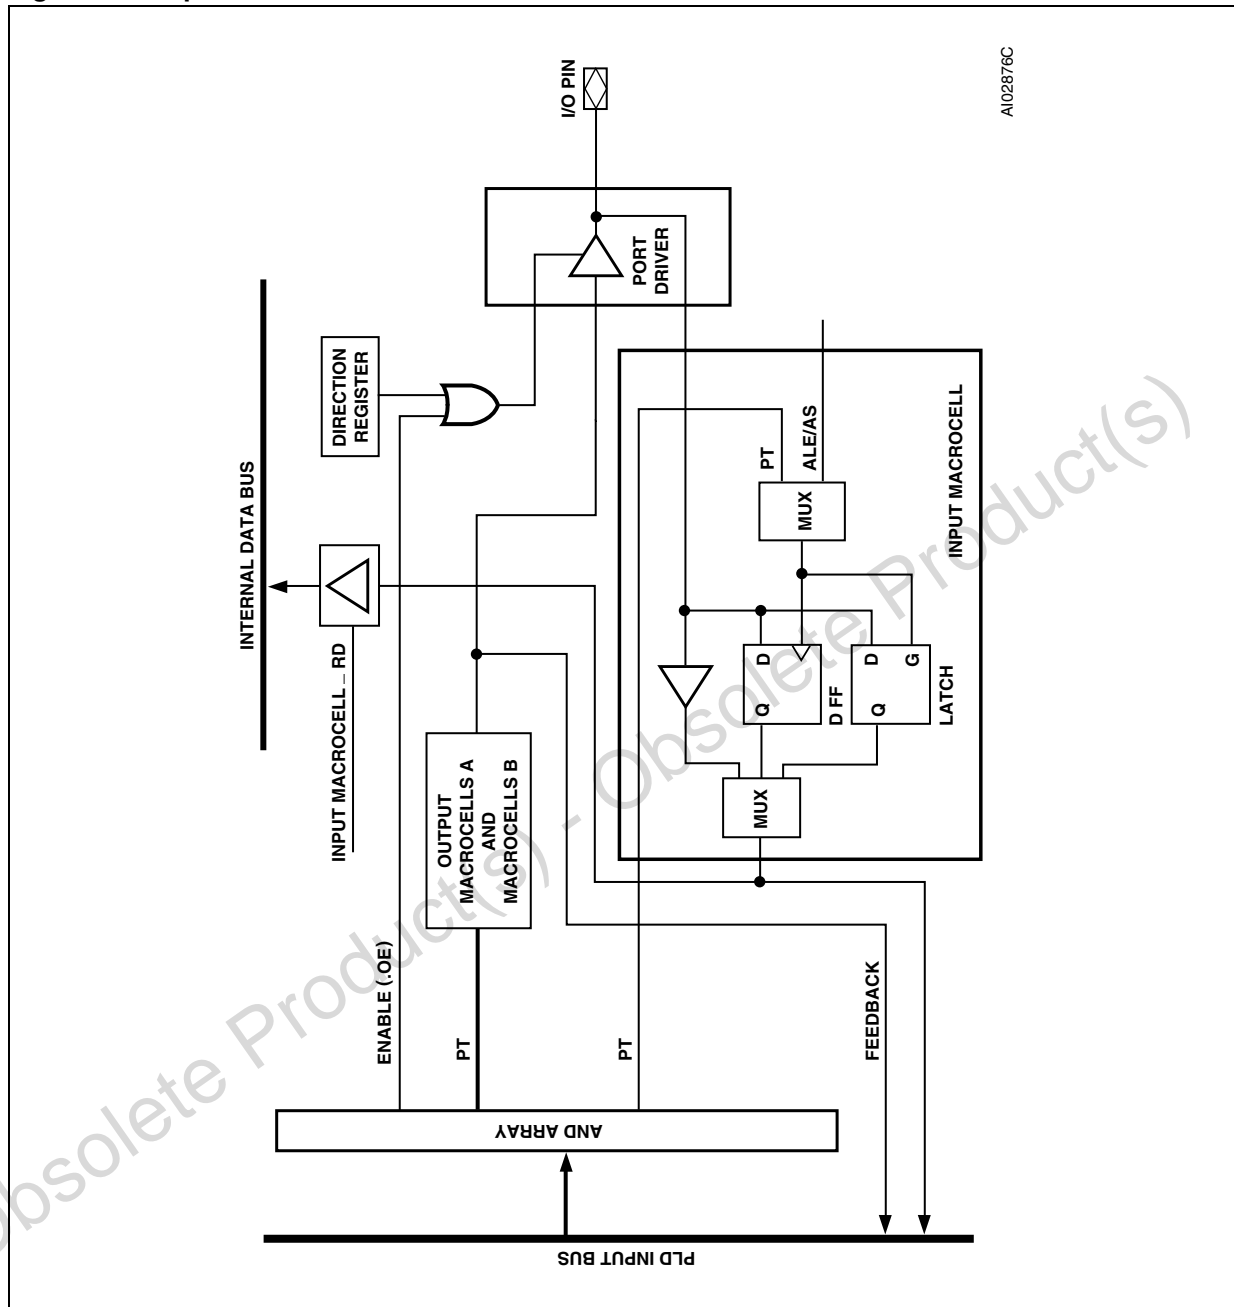 AI02876C
I/O PIN
PORT
DRIVER
INTERNAL DATA BUS
DIRECTION
REGISTER
INPUT MACROCELL
ALE/AS
PT
MUX
INPUT MACROCELL _ RD
D
Q
D FF
D
G
Q
LATCH
MUX
OUTPUT
MACROCELLS A
AND
MACROCELLS B
ENABLE (.OE)
PT
PT
FEEDBACK
AND ARRAY
PLD INPUT BUS
Obsolete Product(s) - Obsolete Product(s)